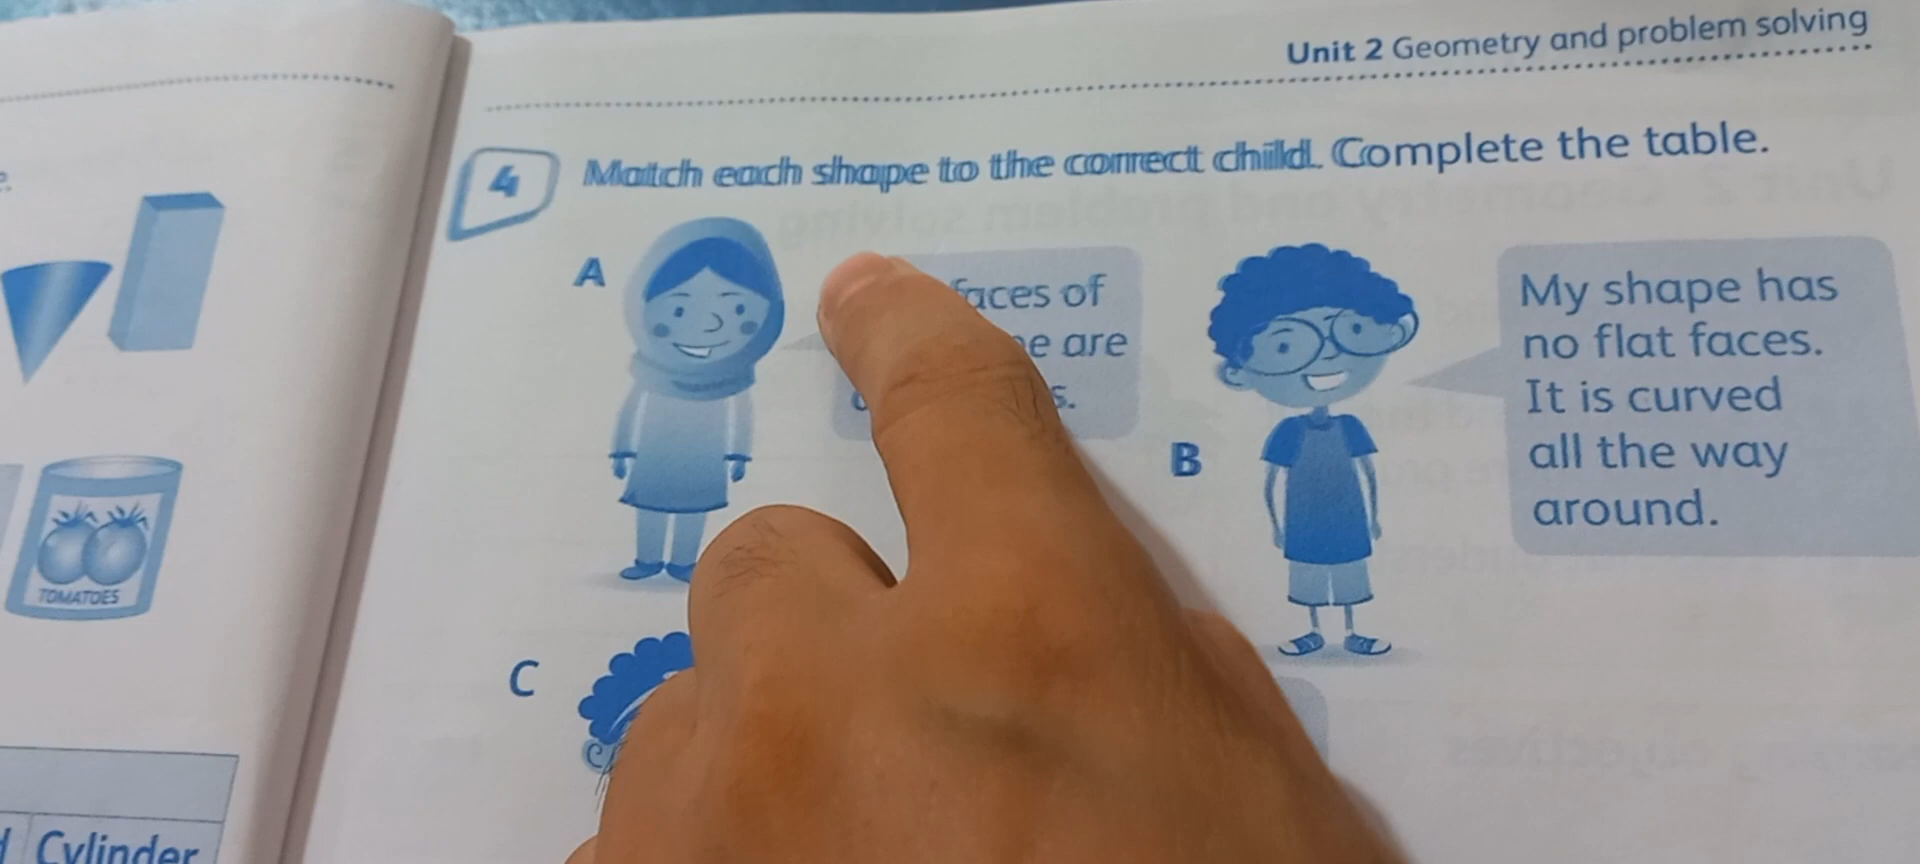 Unit 2 Geometry and problem solving
4 Match each shape to the correct child. Complete the table.
A
faces of
are
My shape has
no flat faces.
It is curved
all the way
around.
B
C
TOMATOES
Cylinder